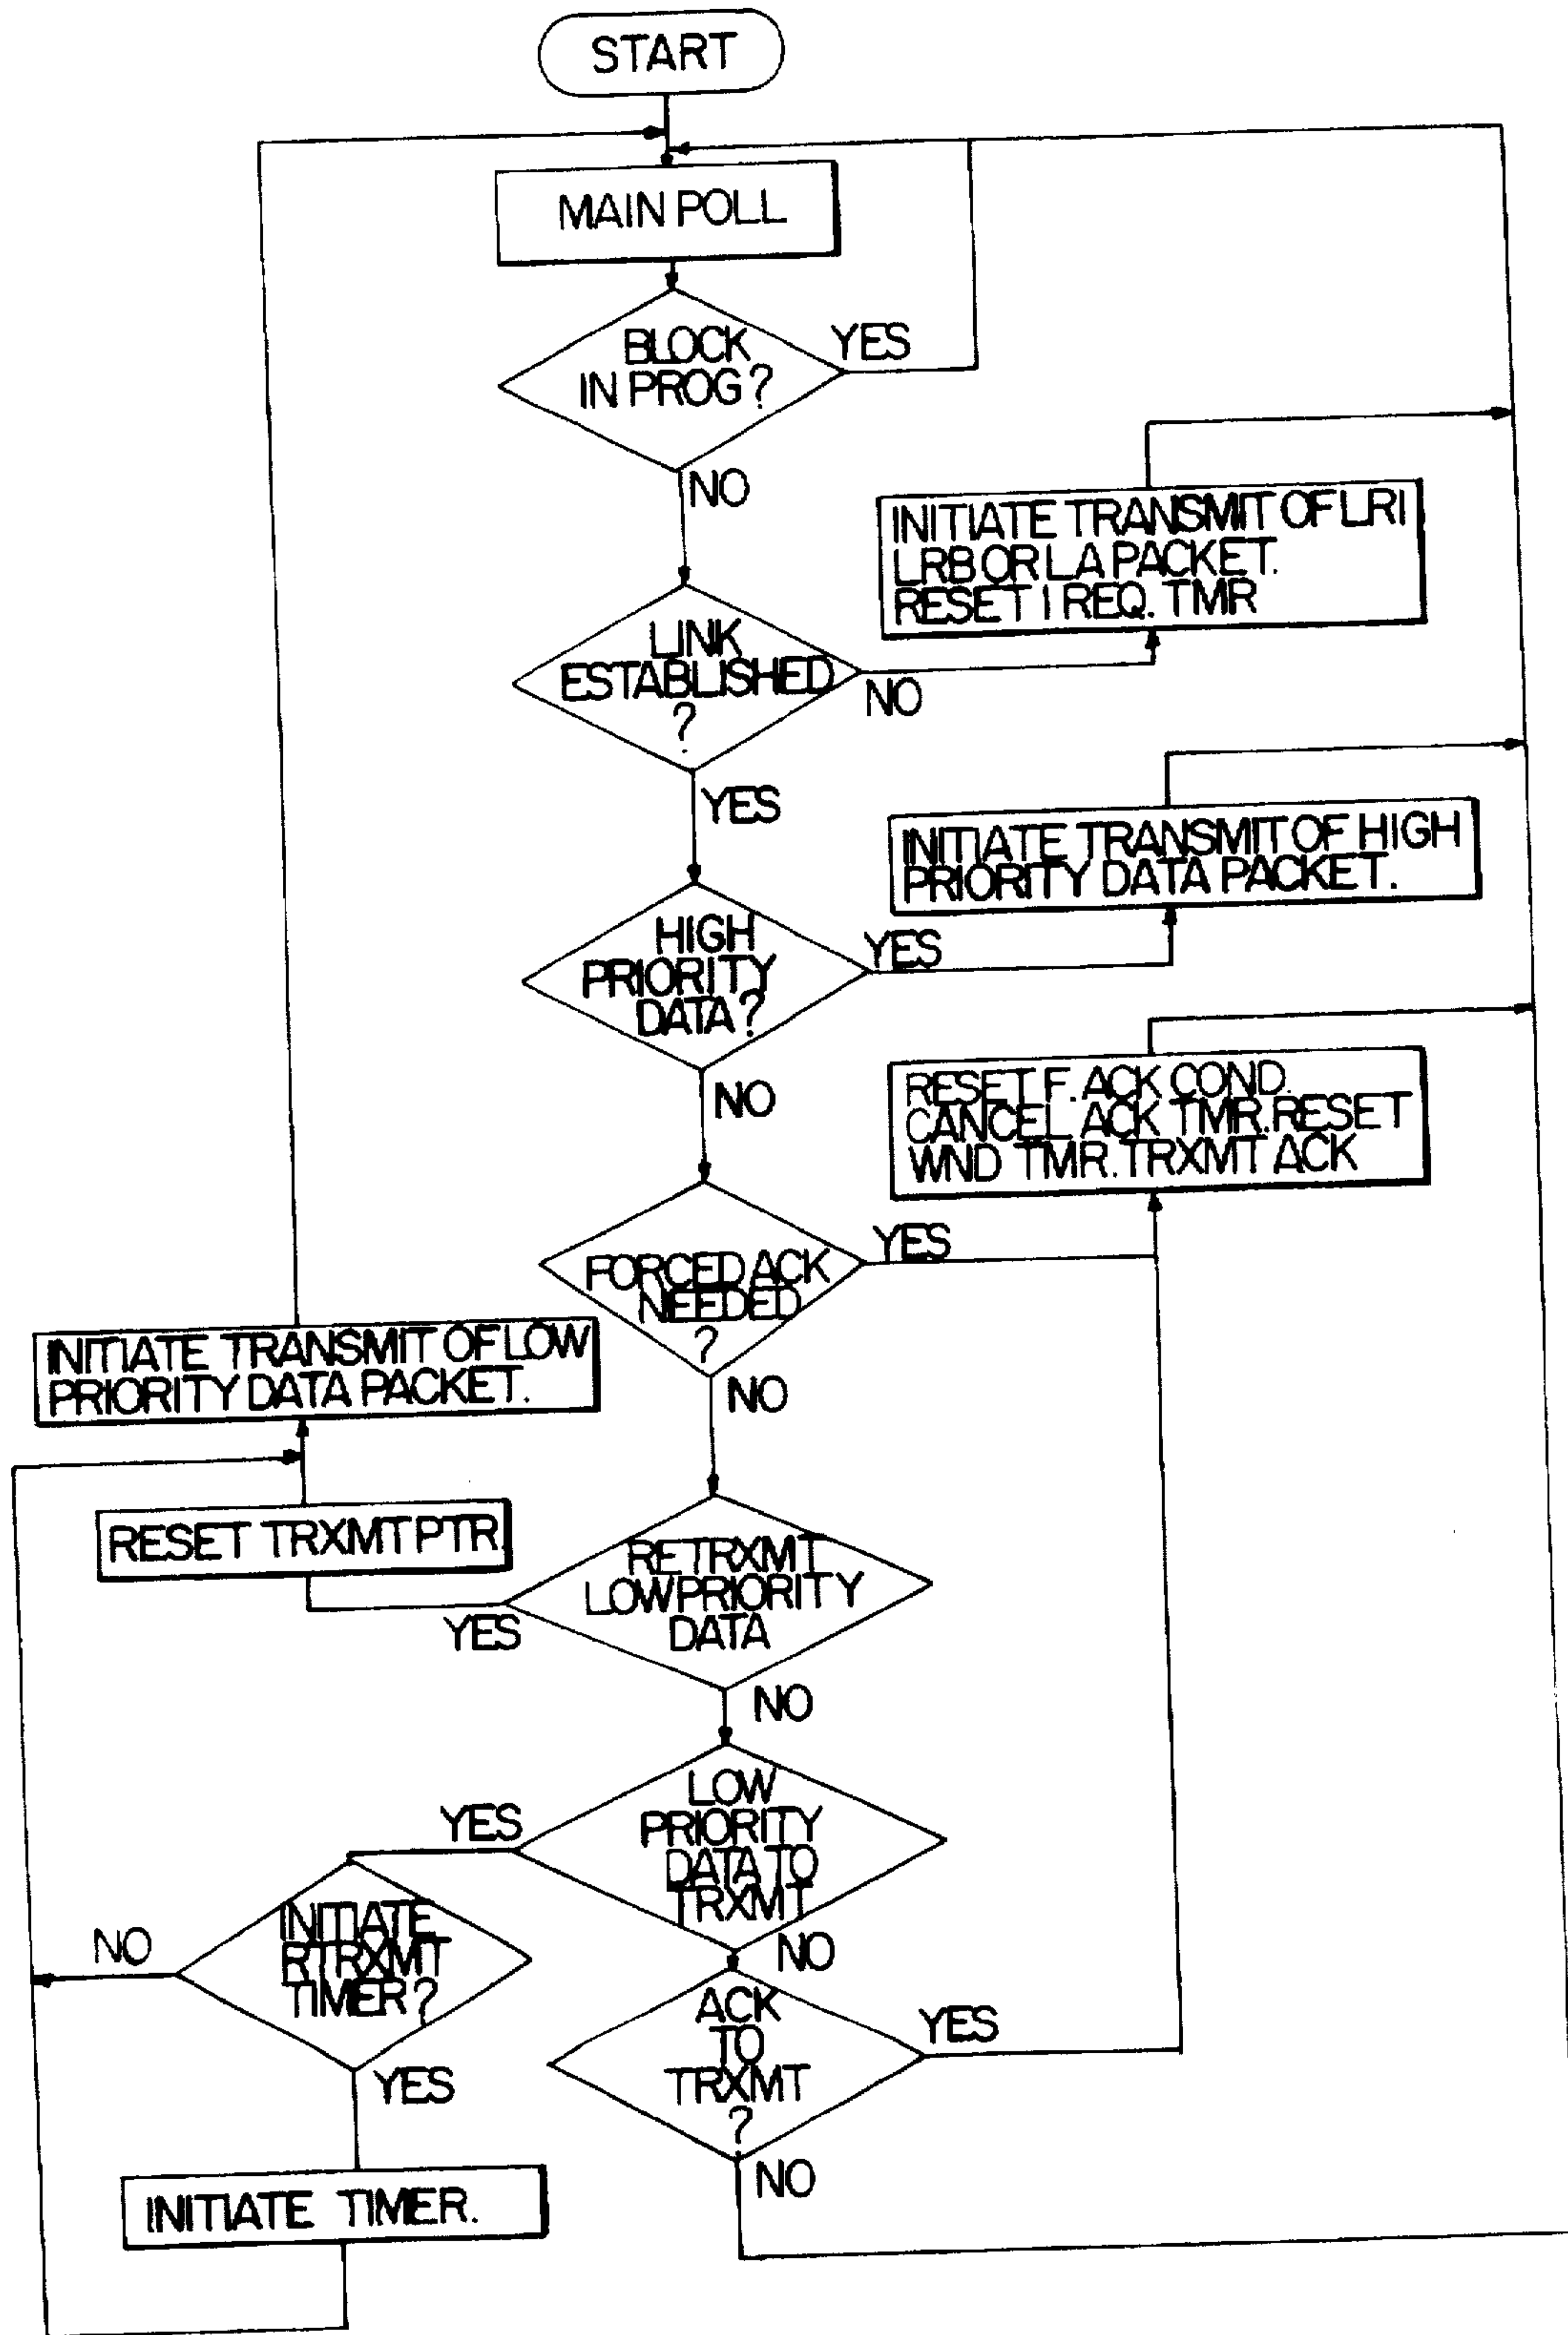 START
MAIN POLL
BLOCK
IN PROG?
YES
NO
INITIATE TRANSMIT OF LRI
LRB OR LA PACKET.
RESET I REQ. TMR
LINK
ESTABLISHED
?
NO
YES
INITIATE TRANSMIT OF HIGH
PRIORITY DATA PACKET.
HIGH
PRIORITY
DATA?
YES
NO
RESET F. ACK COND.
CANCEL ACK TMR. RESET
WND TMR. TRXMT ACK
FORCED ACK
NEEDED
?
YES
NO
INITIATE TRANSMIT OF LOW
PRIORITY DATA PACKET.
RESET TRXMT PTR.
RETRXMT
LOW PRIORITY
DATA
YES
NO
LOW
PRIORITY
DATA TO
TRXMT
YES
NO
INITIATE
RTRXMT
TIMER?
NO
YES
ACK
TO
TRXMT
?
YES
NO
INITIATE TIMER.